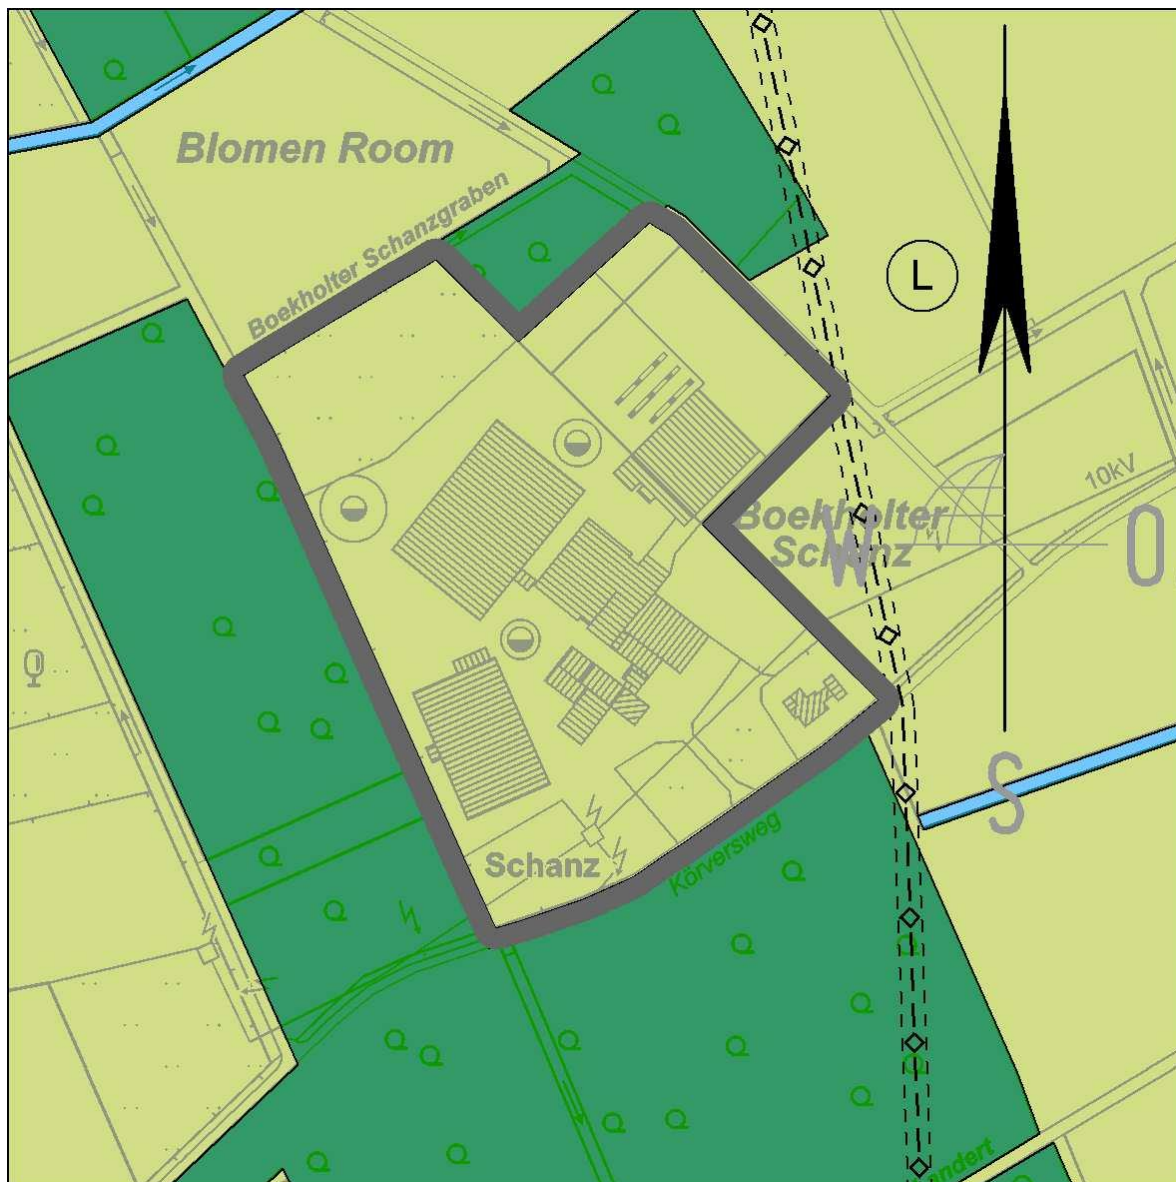 Blomen Room
Boekholter Schanzgraben
L
10kV
Boekholter
Schanz
W
O
S
Schanz
Körversweg